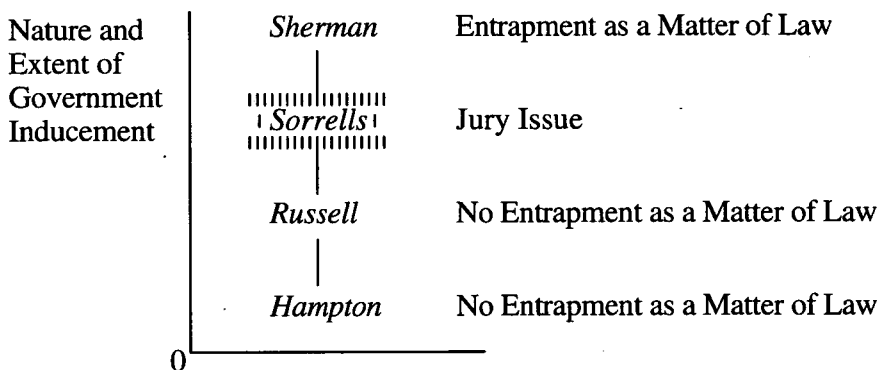 Nature and
Extent of
Government
Inducement
Sherman Entrapment as a Matter of Law
Sorrells Jury Issue
Russell No Entrapment as a Matter of Law
Hampton No Entrapment as a Matter of Law
0